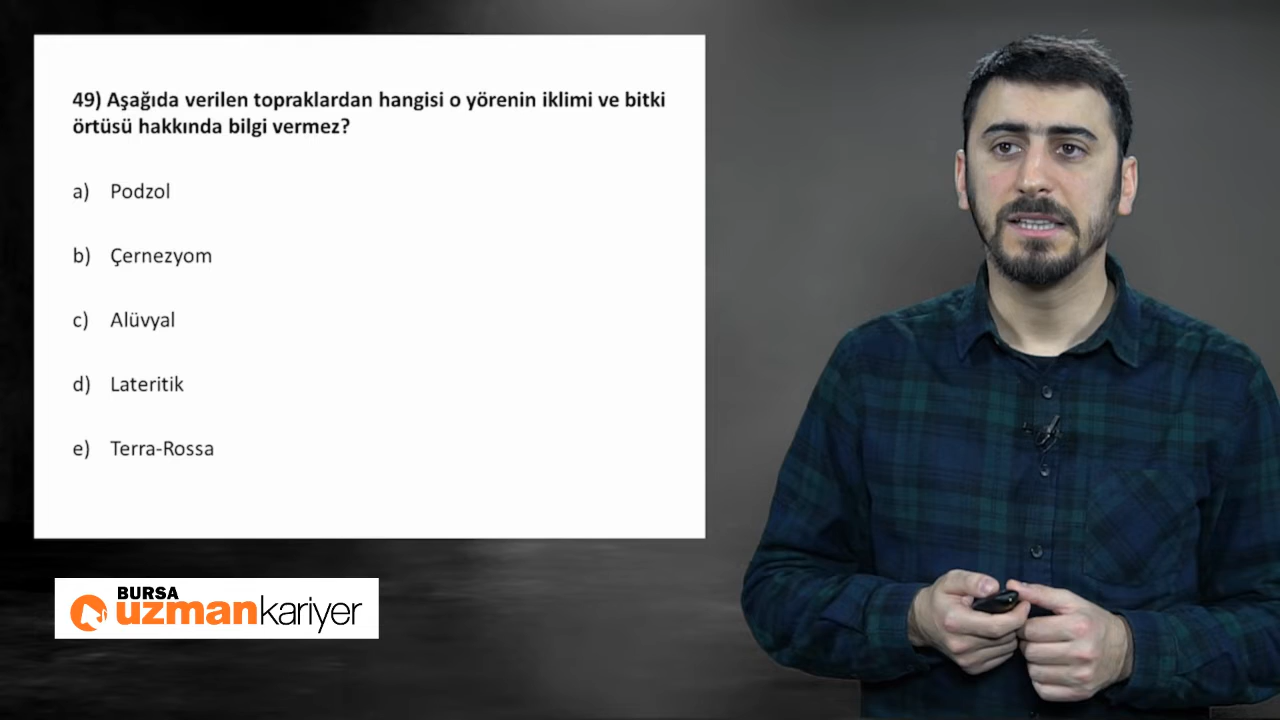 49) Aşağıda verilen topraklardan hangisi o yörenin iklimi ve bitki
örtüsü hakkında bilgi vermez?
a) Podzol
b) Çernezyom
c) Alüvyal
d) Lateritik
e) Terra-Rossa
BURSA
uzmankariyer